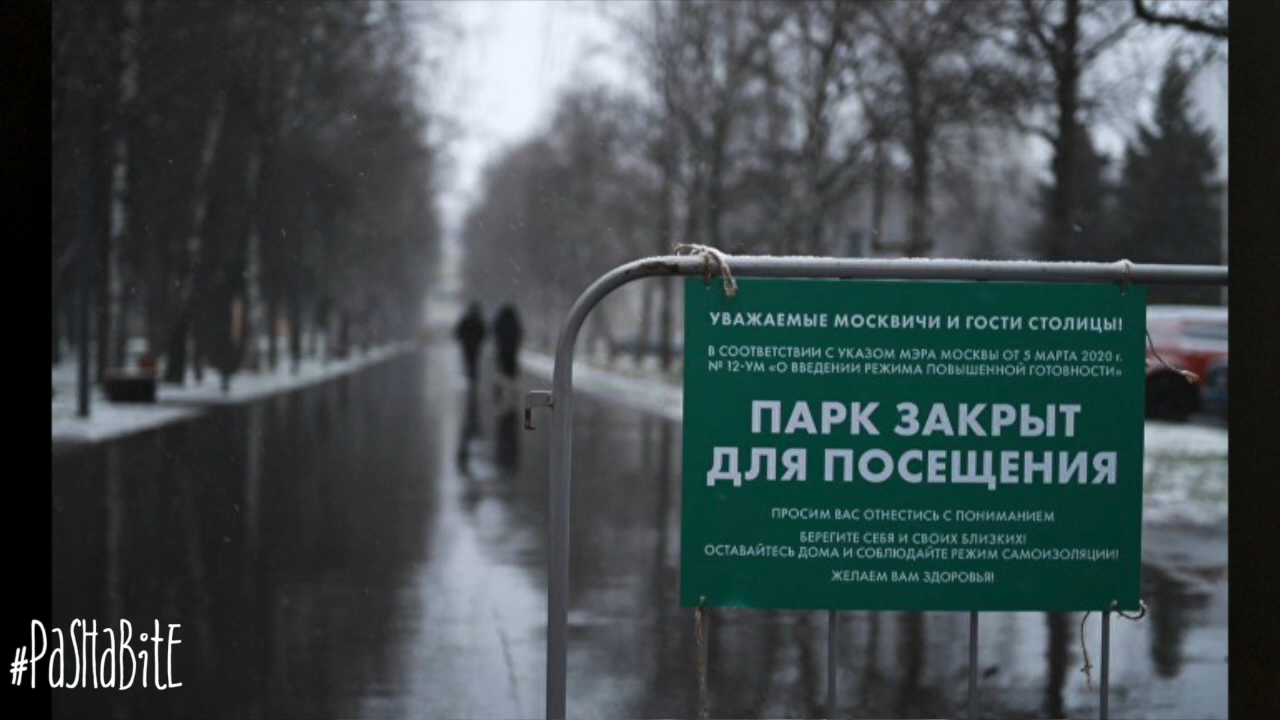 УВАЖАЕМЫЕ МОСКВИЧИ И ГОСТИ СТОЛИЦЫ!
В СООТВЕТСТВИИ С УКАЗОМ МЭРА МОСКВЫ ОТ 5 МАРТА 2020 г.
№ 12-УМ «О ВВЕДЕНИИ РЕЖИМА ПОВЫШЕННОЙ ГОТОВНОСТИ»
ПАРК ЗАКРЫТ
ДЛЯ ПОСЕЩЕНИЯ
ПРОСИМ ВАС ОТНЕСТИСЬ С ПОНИМАНИЕМ
БЕРЕГИТЕ СЕБЯ И СВОИХ БЛИЗКИХ!
ОСТАВАЙТЕСЬ ДОМА И СОБЛЮДАЙТЕ РЕЖИМ САМОИЗОЛЯЦИИ!
ЖЕЛАЕМ ВАМ ЗДОРОВЬЯ!
#PaSHaBiTE